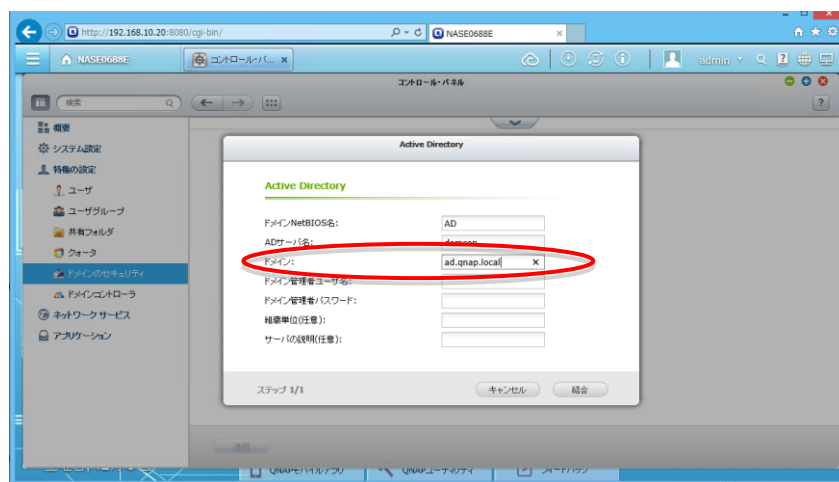 http://192.168.10.20:8080/cgi-bin/
NASE0688E
NASE0688E
コントロール・パ...
admin
コントロール・パネル
検索
概要
システム設定
特権の設定
ユーザ
ユーザグループ
共有フォルダ
クォータ
ドメインのセキュリティ
ドメインコントローラ
ネットワーク サービス
アプリケーション
Active Directory
Active Directory
ドメインNetBIOS名:
AD
ADサーバ名:
ドメイン:
ad.qnap.local
ドメイン管理者ユーザ名:
ドメイン管理者パスワード:
組織単位(任意):
サーバの説明(任意):
ステップ 1/1
キャンセル
結合
適用
QNAPモバイルアプリ
QNAPユーティリティ
フィードバック